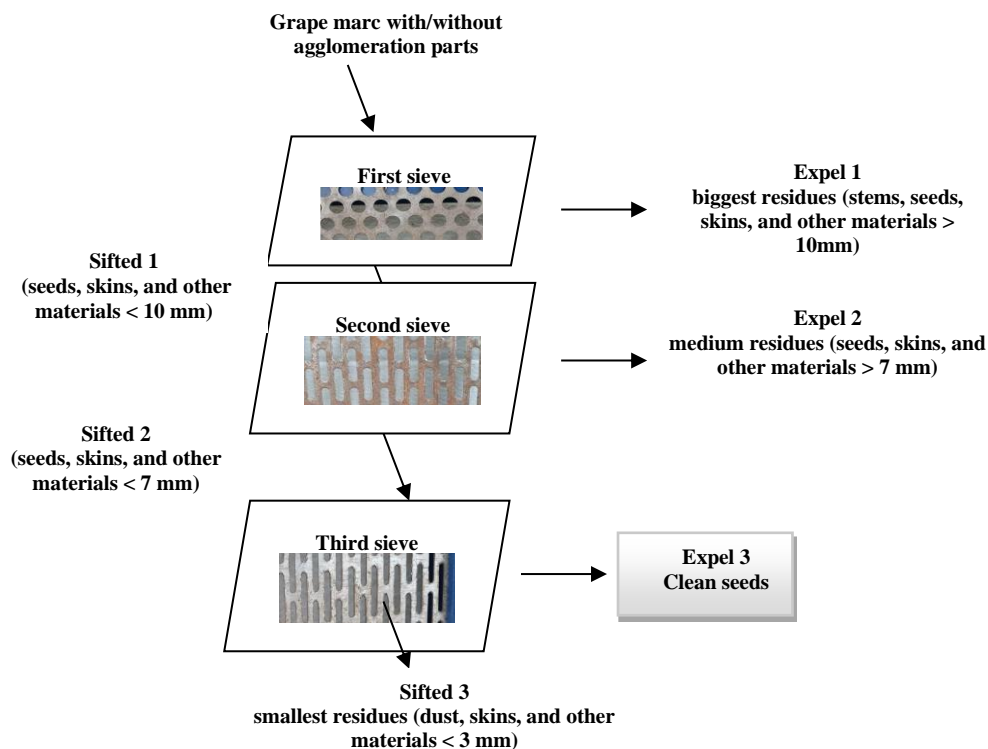 Grape marc with/without
agglomeration parts
First sieve
Expel 1
biggest residues (stems, seeds,
skins, and other materials >
10mm)
Sifted 1
(seeds, skins, and other
materials < 10 mm)
Second sieve
Expel 2
medium residues (seeds, skins, and
other materials > 7 mm)
Sifted 2
(seeds, skins, and other
materials < 7 mm)
Third sieve
Expel 3
Clean seeds
Sifted 3
smallest residues (dust, skins, and other
materials < 3 mm)